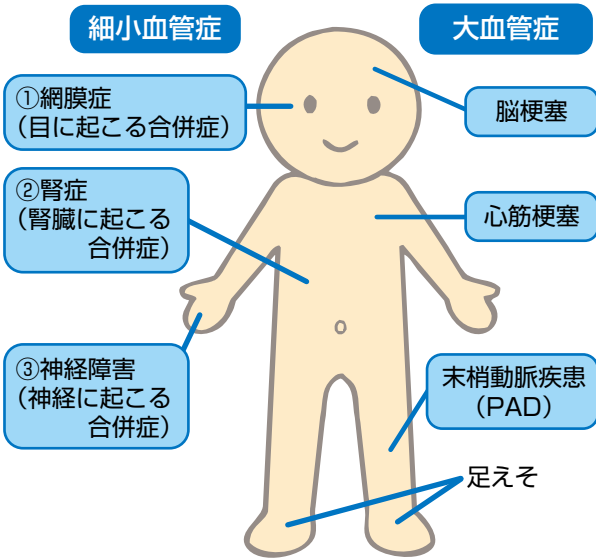 細小血管症
①網膜症
（目に起こる合併症）
②腎症
（腎臓に起こる
合併症）
③神経障害
（神経に起こる
合併症）
大血管症
脳梗塞
心筋梗塞
末梢動脈疾患
（PAD）
足えそ